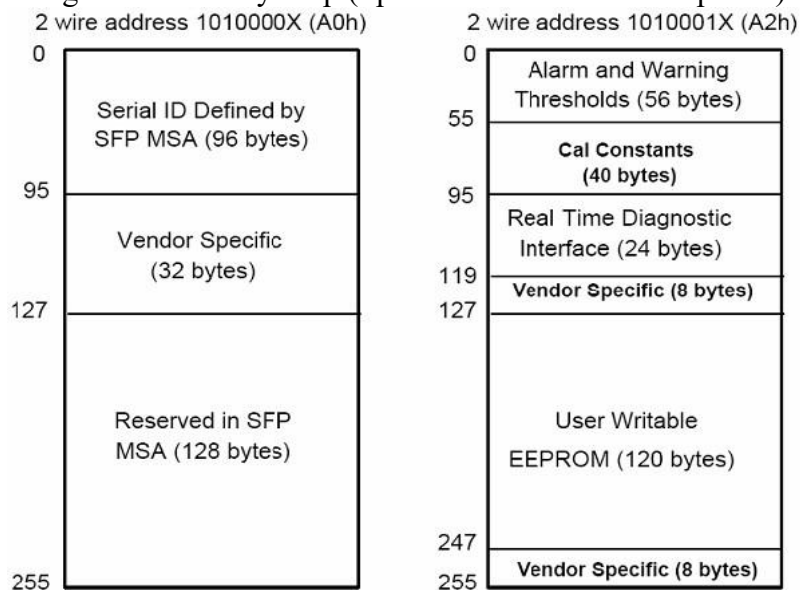 2 wire address 1010000X (A0h)
0
Serial ID Defined by
SFP MSA (96 bytes)
95
Vendor Specific
(32 bytes)
127
Reserved in SFP
MSA (128 bytes)
255
2 wire address 1010001X (A2h)
0
Alarm and Warning
Thresholds (56 bytes)
55
Cal Constants
(40 bytes)
95
Real Time Diagnostic
Interface (24 bytes)
119
Vendor Specific (8 bytes)
127
User Writable
EEPROM (120 bytes)
247
Vendor Specific (8 bytes)
255